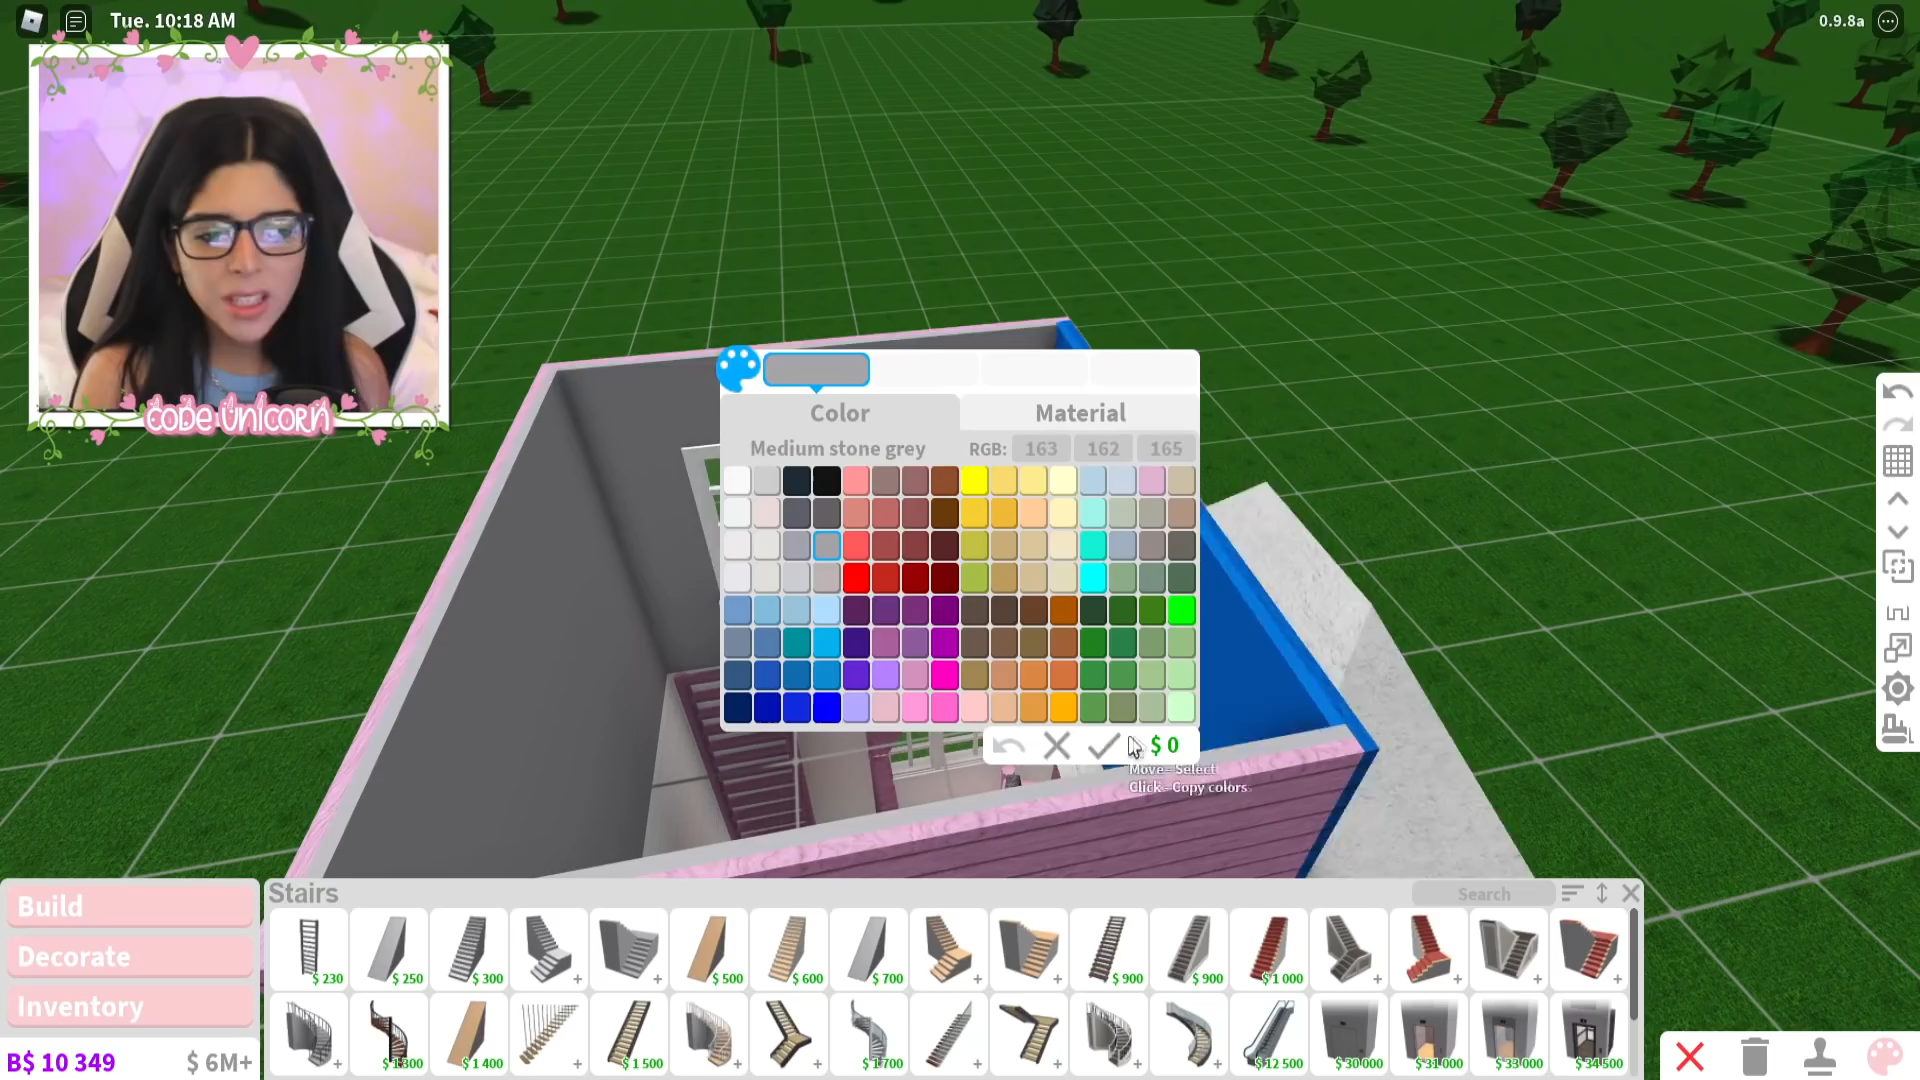 Tue. 10:18 AM
0.9.8a
CODE UNICORN
Color
Material
Medium stone grey
RGB: 163 162 165
$ 0
Move - Select
Click - Copy colors
Build
Decorate
Inventory
B$ 10 349
$ 6M+
Stairs
Search
$ 230
$ 250
$ 300
+
+
$ 500
$ 600
$ 700
+
+
$ 900
$ 900
$ 1 000
+
+
+
+
+
$ 1 300
$ 1 400
+
$ 1 500
+
+
$ 1 700
+
+
+
+
$ 12 500
$ 30 000
$ 31 000
$ 33 000
$ 34 500